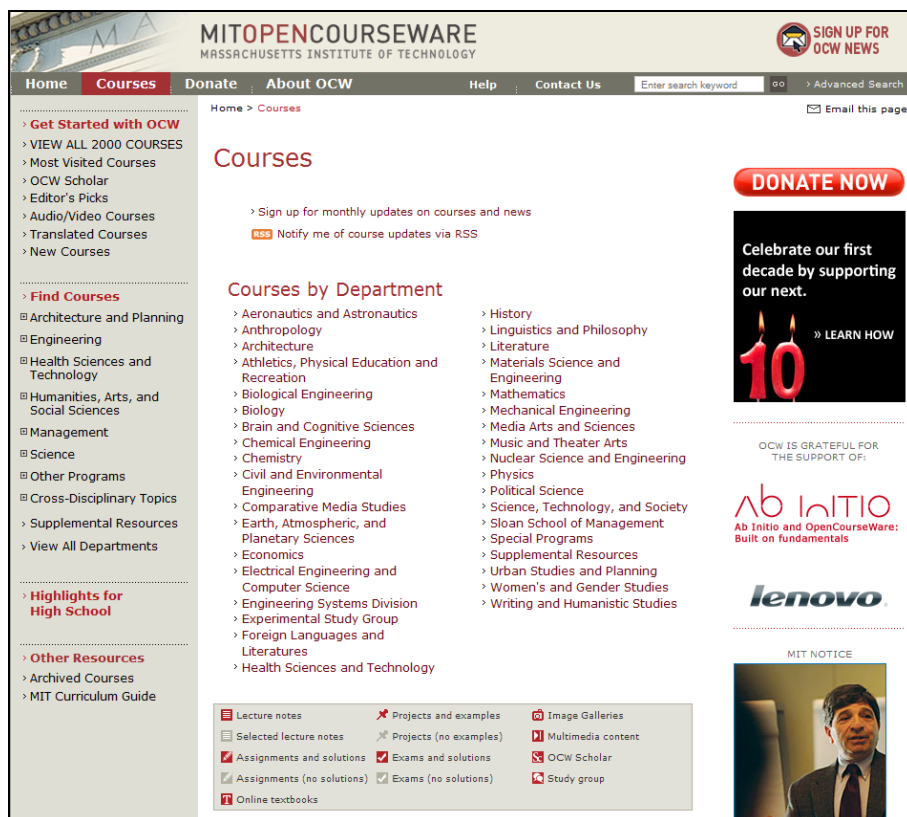 MITOPENCOURSEWARE
MASSACHUSETTS INSTITUTE OF TECHNOLOGY
SIGN UP FOR
OCW NEWS
Home Courses Donate About OCW Help Contact Us Enter search keyword GO › Advanced Search
Home > Courses
Email this page
› Get Started with OCW
› VIEW ALL 2000 COURSES
› Most Visited Courses
› OCW Scholar
› Editor's Picks
› Audio/Video Courses
› Translated Courses
› New Courses
› Find Courses
Architecture and Planning
Engineering
Health Sciences and
Technology
Humanities, Arts, and
Social Sciences
Management
Science
Other Programs
Cross-Disciplinary Topics
› Supplemental Resources
› View All Departments
› Highlights for
High School
› Other Resources
› Archived Courses
› MIT Curriculum Guide
Courses
› Sign up for monthly updates on courses and news
RSS Notify me of course updates via RSS
Courses by Department
› Aeronautics and Astronautics
› Anthropology
› Architecture
› Athletics, Physical Education and
Recreation
› Biological Engineering
› Biology
› Brain and Cognitive Sciences
› Chemical Engineering
› Chemistry
› Civil and Environmental
Engineering
› Comparative Media Studies
› Earth, Atmospheric, and
Planetary Sciences
› Economics
› Electrical Engineering and
Computer Science
› Engineering Systems Division
› Experimental Study Group
› Foreign Languages and
Literatures
› Health Sciences and Technology
› History
› Linguistics and Philosophy
› Literature
› Materials Science and
Engineering
› Mathematics
› Mechanical Engineering
› Media Arts and Sciences
› Music and Theater Arts
› Nuclear Science and Engineering
› Physics
› Political Science
› Science, Technology, and Society
› Sloan School of Management
› Special Programs
› Supplemental Resources
› Urban Studies and Planning
› Women's and Gender Studies
› Writing and Humanistic Studies
Lecture notes
Selected lecture notes
Assignments and solutions
Assignments (no solutions)
T Online textbooks
Projects and examples
Projects (no examples)
Exams and solutions
Exams (no solutions)
Image Galleries
Multimedia content
OCW Scholar
Study group
DONATE NOW
Celebrate our first
decade by supporting
our next.
10
» LEARN HOW
OCW IS GRATEFUL FOR
THE SUPPORT OF:
Ab InITIO
Ab Initio and OpenCourseWare:
Built on fundamentals
lenovo
MIT NOTICE